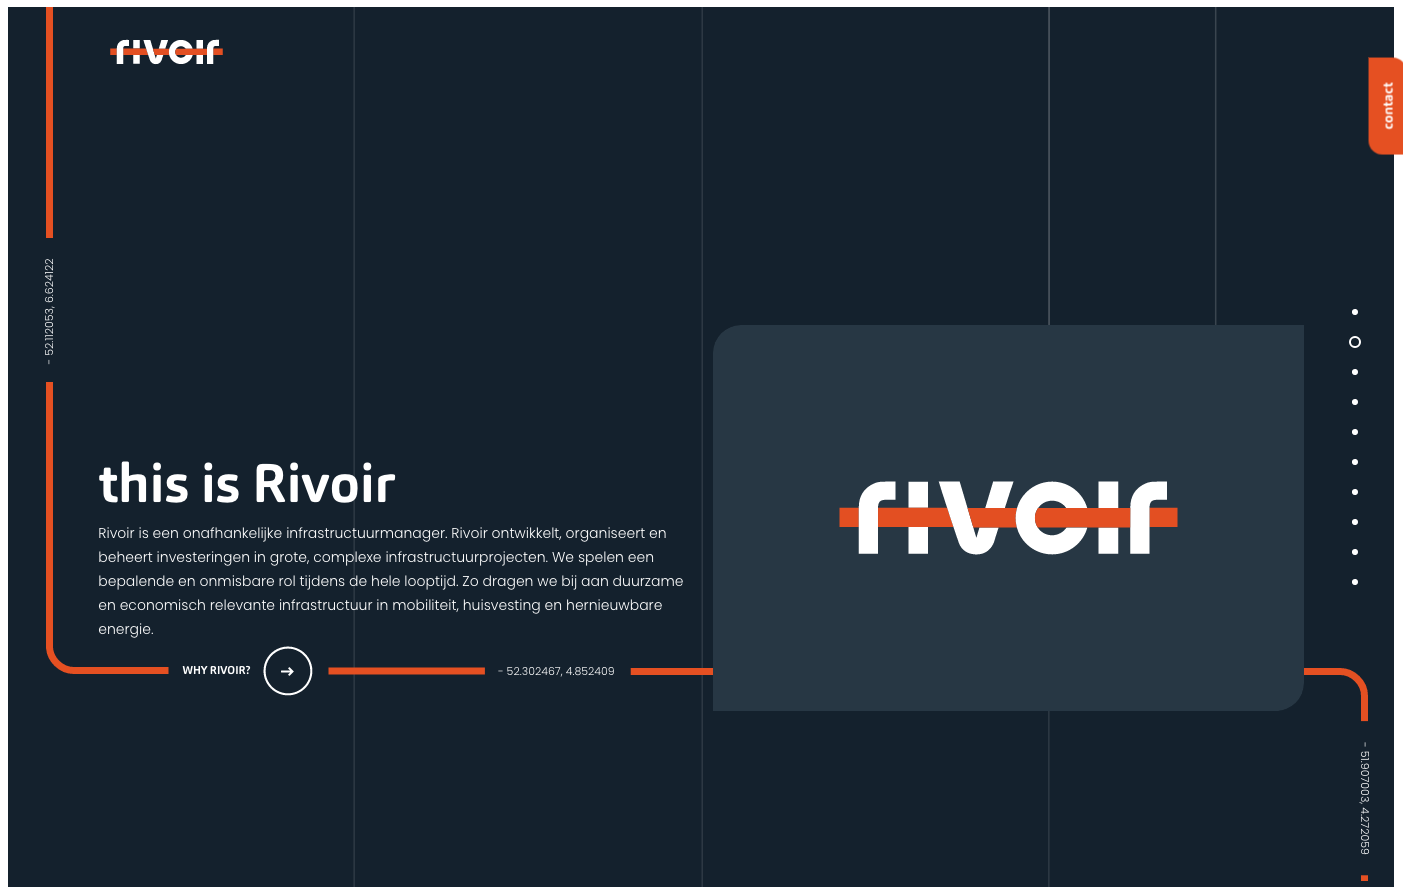 rivoir
contact
- 52.112053, 6.624122
this is Rivoir
Rivoir is een onafhankelijke infrastructuurmanager. Rivoir ontwikkelt, organiseert en
beheert investeringen in grote, complexe infrastructuurprojecten. We spelen een
bepalende en onmisbare rol tijdens de hele looptijd. Zo dragen we bij aan duurzame
en economisch relevante infrastructuur in mobiliteit, huisvesting en hernieuwbare
energie.
rivoir
WHY RIVOIR?
- 52.302467, 4.852409
- 51.907003, 4.272059